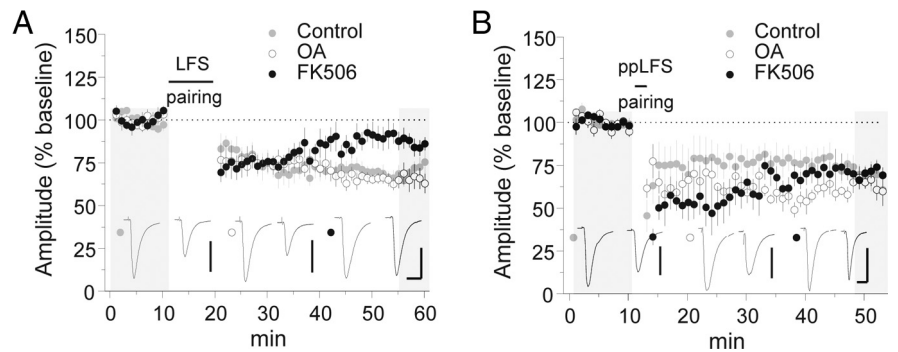 A
Control
OA
FK506
LFS
pairing
Amplitude (% baseline)
150
125
100
75
50
25
0
0 10 20 30 40 50 60
min
B
Control
OA
FK506
ppLFS
pairing
Amplitude (% baseline)
150
125
100
75
50
25
0
0 10 20 30 40 50
min